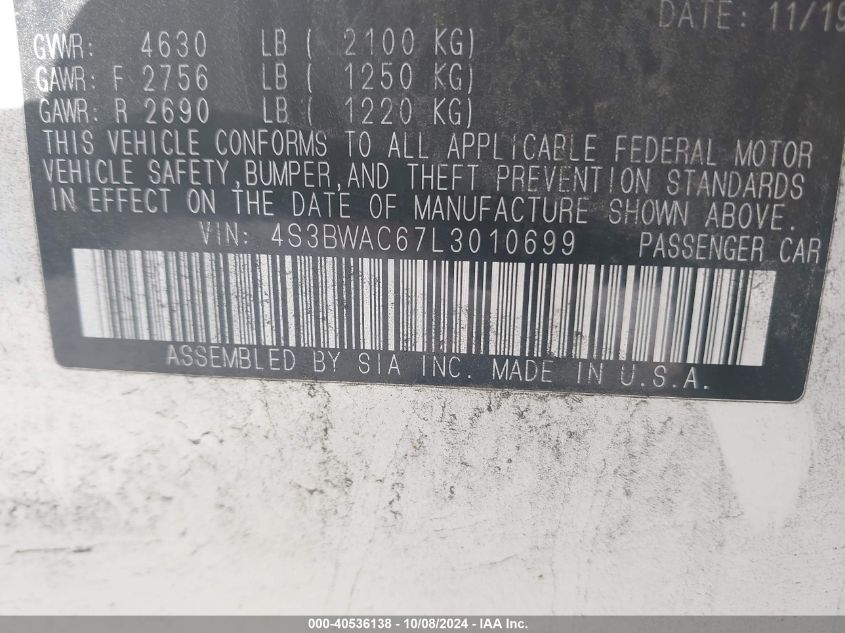 DATE: 11/19
GVWR: 4630 LB ( 2100 KG)
GAWR: F 2756 LB ( 1250 KG)
GAWR: R 2690 LB ( 1220 KG)
THIS VEHICLE CONFORMS TO ALL APPLICABLE FEDERAL MOTOR
VEHICLE SAFETY,BUMPER,AND THEFT PREVENTION STANDARDS
IN EFFECT ON THE DATE OF MANUFACTURE SHOWN ABOVE.
VIN: 4S3BWAC67L3010699 PASSENGER CAR
ASSEMBLED BY SIA INC. MADE IN U.S.A.
000-40536138 - 10/08/2024 - IAA Inc.